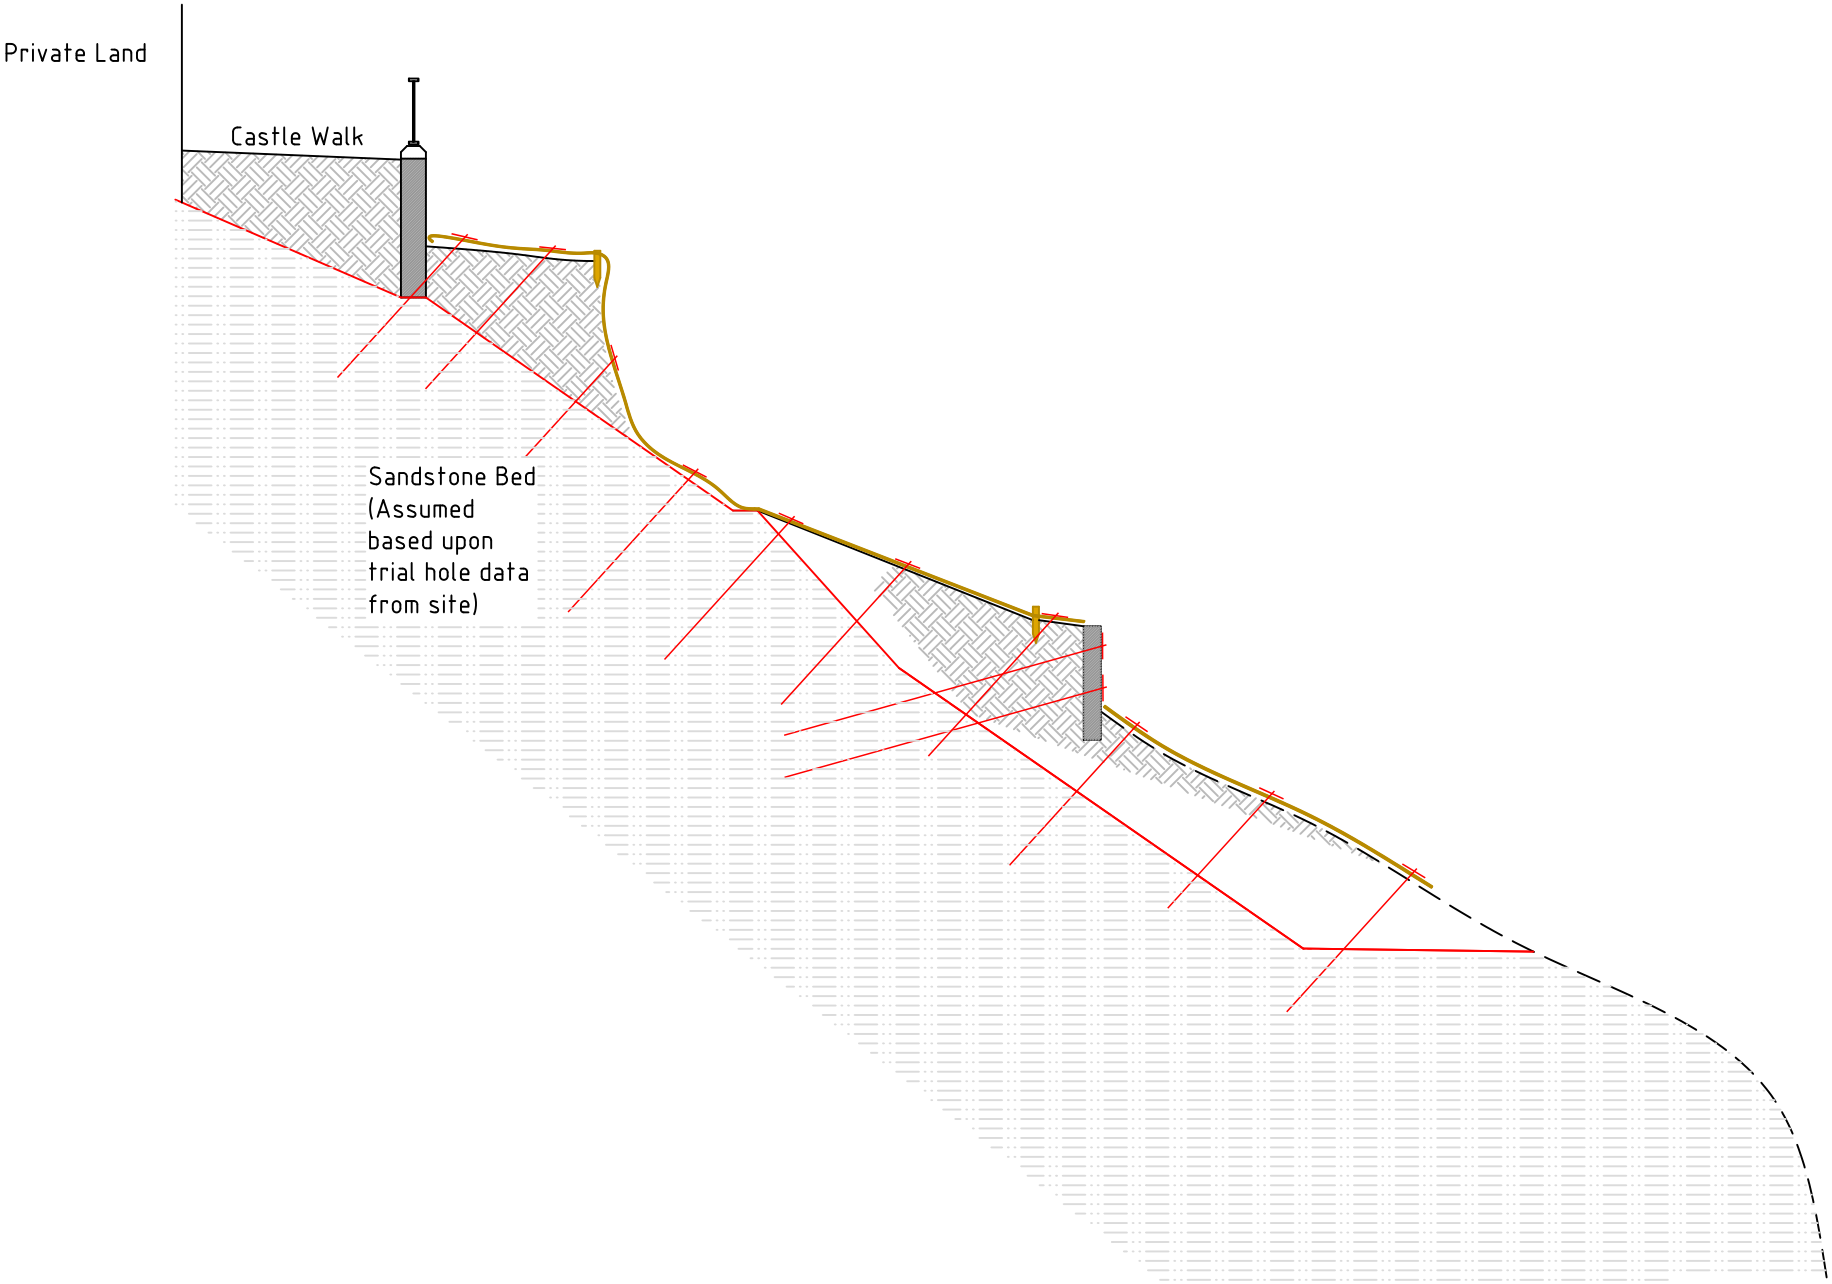 Private Land
Castle Walk
Sandstone Bed
(Assumed
based upon
trial hole data
from site)